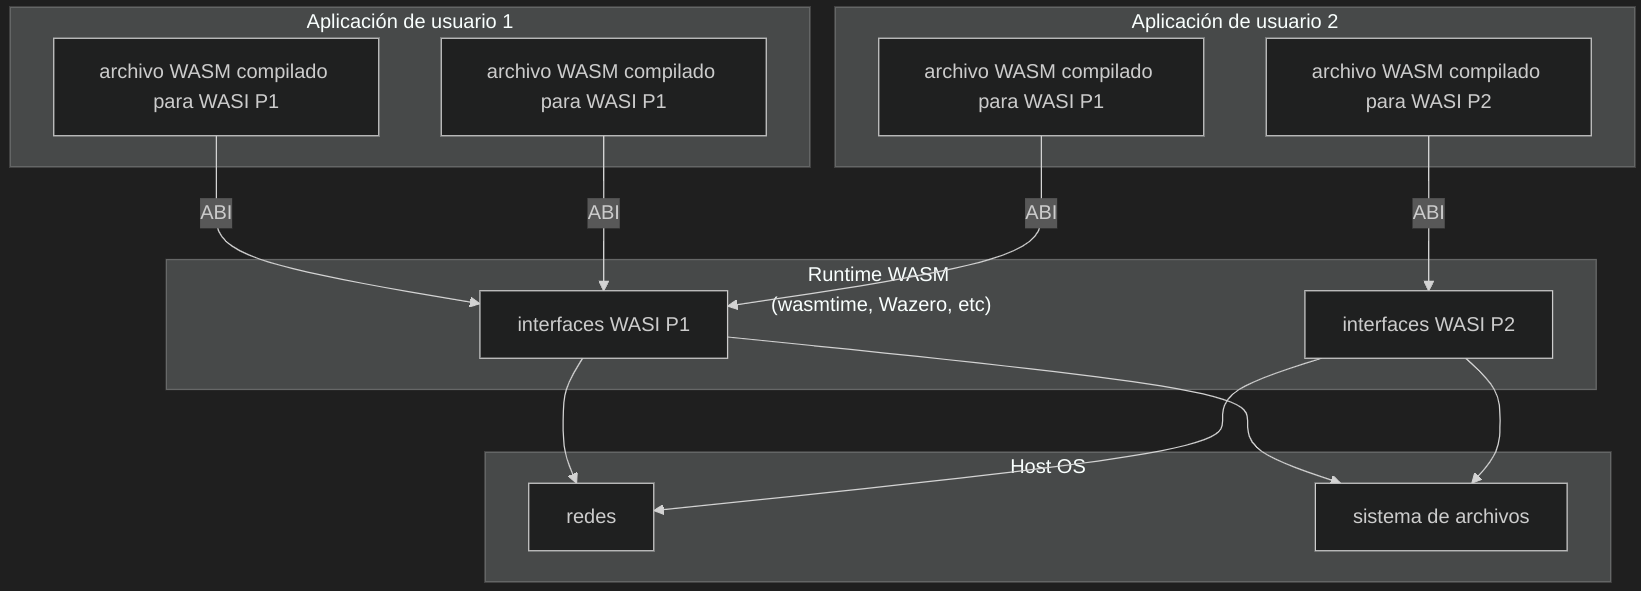 Aplicación de usuario 1
Aplicación de usuario 2
archivo WASM compilado
para WASI P1
archivo WASM compilado
para WASI P1
archivo WASM compilado
para WASI P1
archivo WASM compilado
para WASI P2
ABI
ABI
ABI
ABI
Runtime WASM
(wasmtime, Wazero, etc)
interfaces WASI P1
interfaces WASI P2
Host OS
redes
sistema de archivos